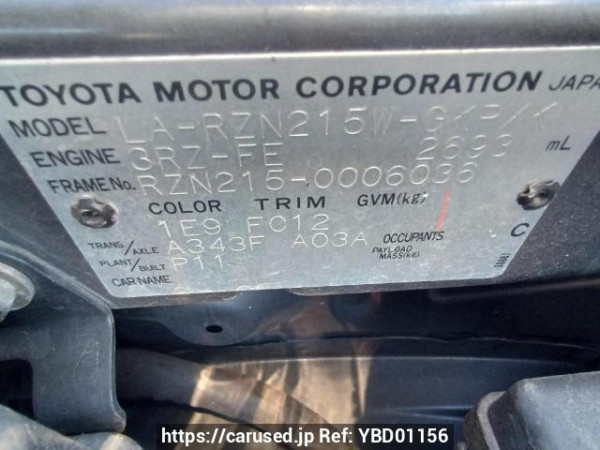 TOYOTA MOTOR CORPORATION JAPA
MODEL LA-RZN215W-GKP/K
ENGINE 3RZ-FE 2693 mL
FRAME No. RZN215-0006036
COLOR TRIM GVM(kg)
1E9 FC12
TRANS/AXLE A343F A03A OCCUPANTS C
PLANT/BUILT P11 PAYLOAD MASS(kg)
CAR NAME
https://carused.jp Ref: YBD01156